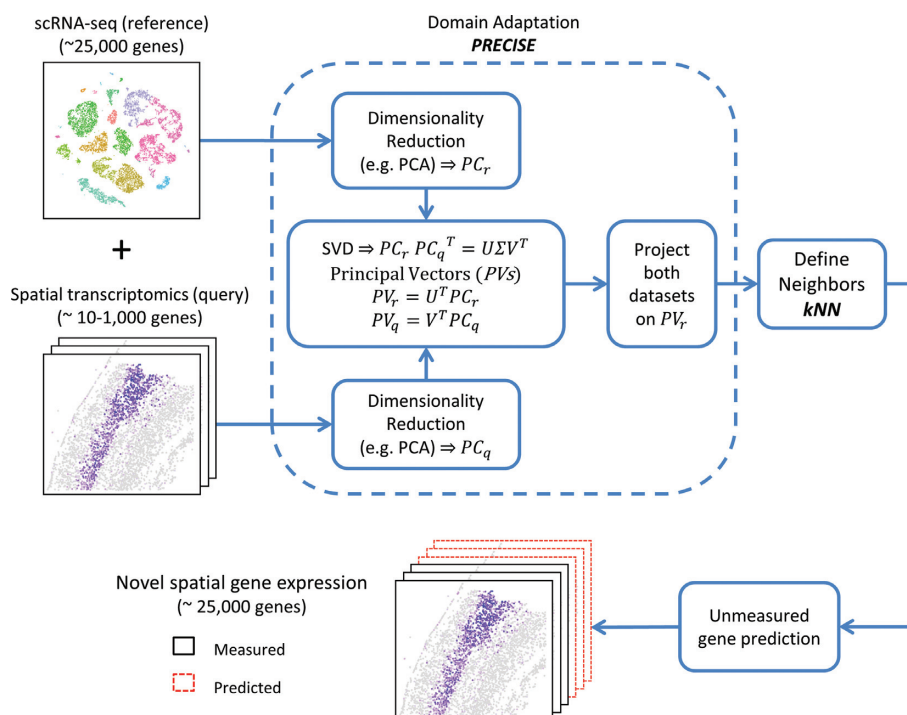 scRNA-seq (reference)
(~25,000 genes)
+
Spatial transcriptomics (query)
(~ 10-1,000 genes)
Domain Adaptation
PRECISE
Dimensionality
Reduction
(e.g. PCA) ⇒ PC_r
SVD ⇒ PC_r PC_q^T = UΣV^T
Principal Vectors (PVs)
PV_r = U^T PC_r
PV_q = V^T PC_q
Dimensionality
Reduction
(e.g. PCA) ⇒ PC_q
Project
both
datasets
on PV_r
Define
Neighbors
kNN
Unmeasured
gene prediction
Novel spatial gene expression
(~ 25,000 genes)
Measured
Predicted